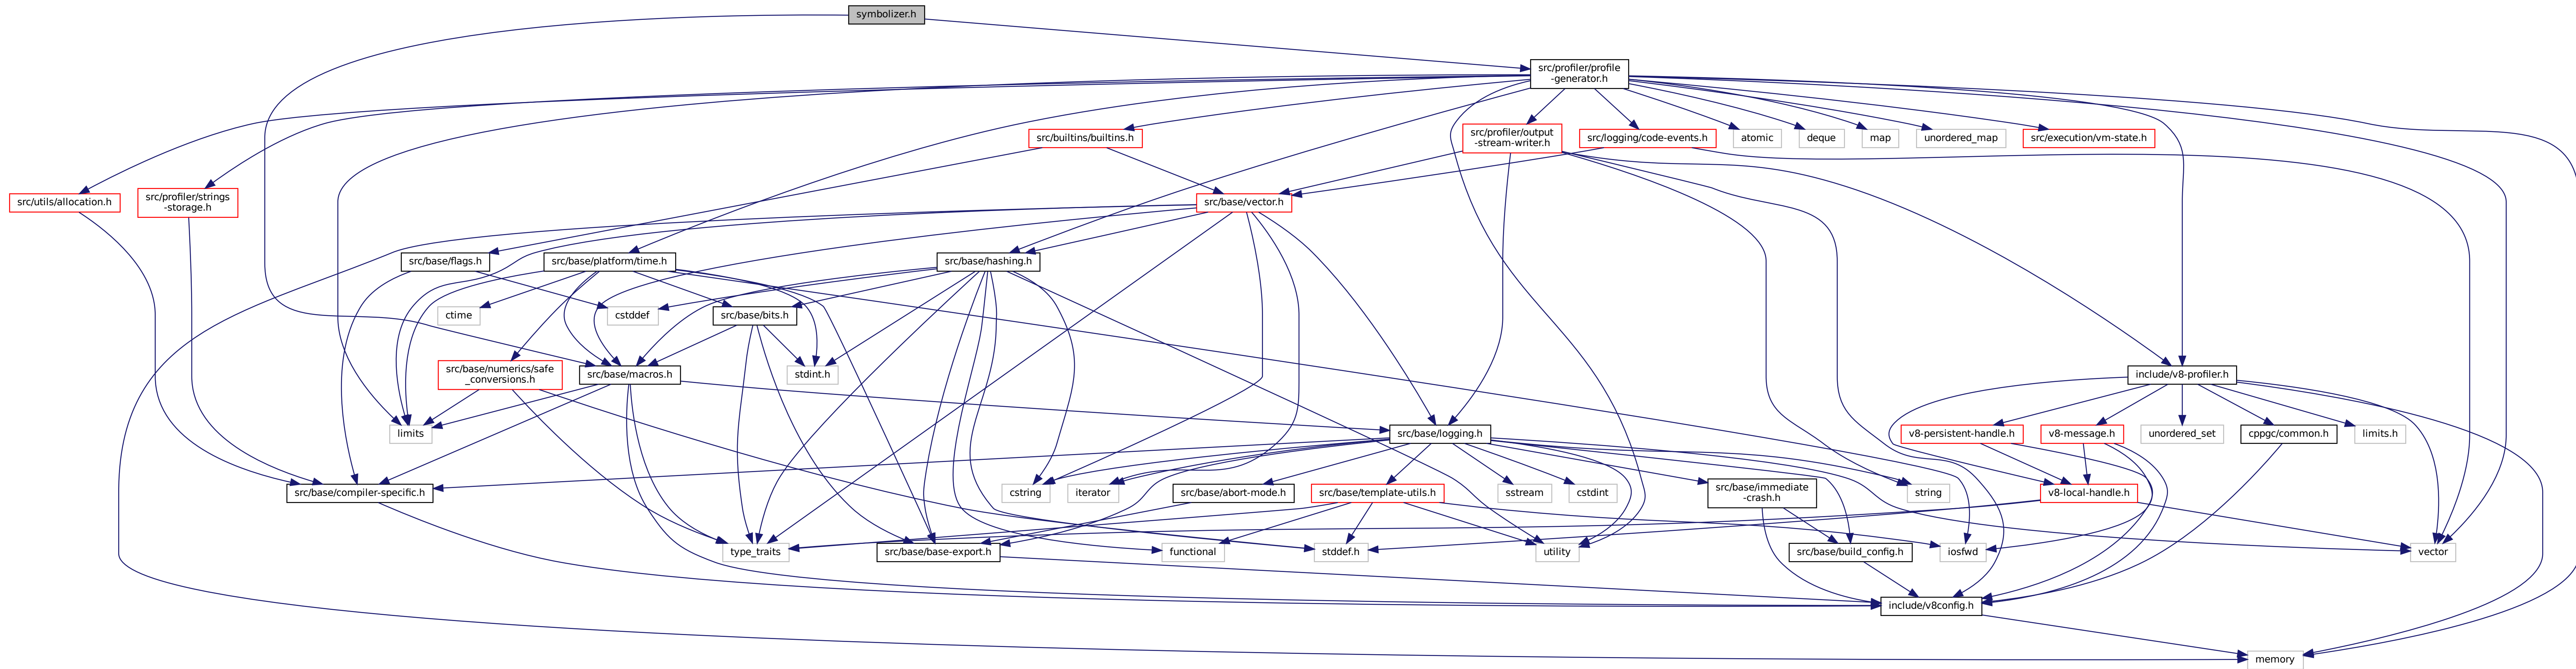 symbolizer.h
src/profiler/profile
-generator.h
src/builtins/builtins.h
src/profiler/output
-stream-writer.h
src/logging/code-events.h
atomic
deque
map
unordered_map
src/execution/vm-state.h
src/utils/allocation.h
src/profiler/strings
-storage.h
src/base/vector.h
src/base/flags.h
src/base/platform/time.h
src/base/hashing.h
ctime
cstddef
src/base/bits.h
src/base/numerics/safe
_conversions.h
src/base/macros.h
stdint.h
include/v8-profiler.h
limits
src/base/logging.h
v8-persistent-handle.h
v8-message.h
unordered_set
cppgc/common.h
limits.h
src/base/compiler-specific.h
cstring
iterator
src/base/abort-mode.h
src/base/template-utils.h
sstream
cstdint
src/base/immediate
-crash.h
string
v8-local-handle.h
type_traits
src/base/base-export.h
functional
stddef.h
utility
src/base/build_config.h
iosfwd
vector
include/v8config.h
memory